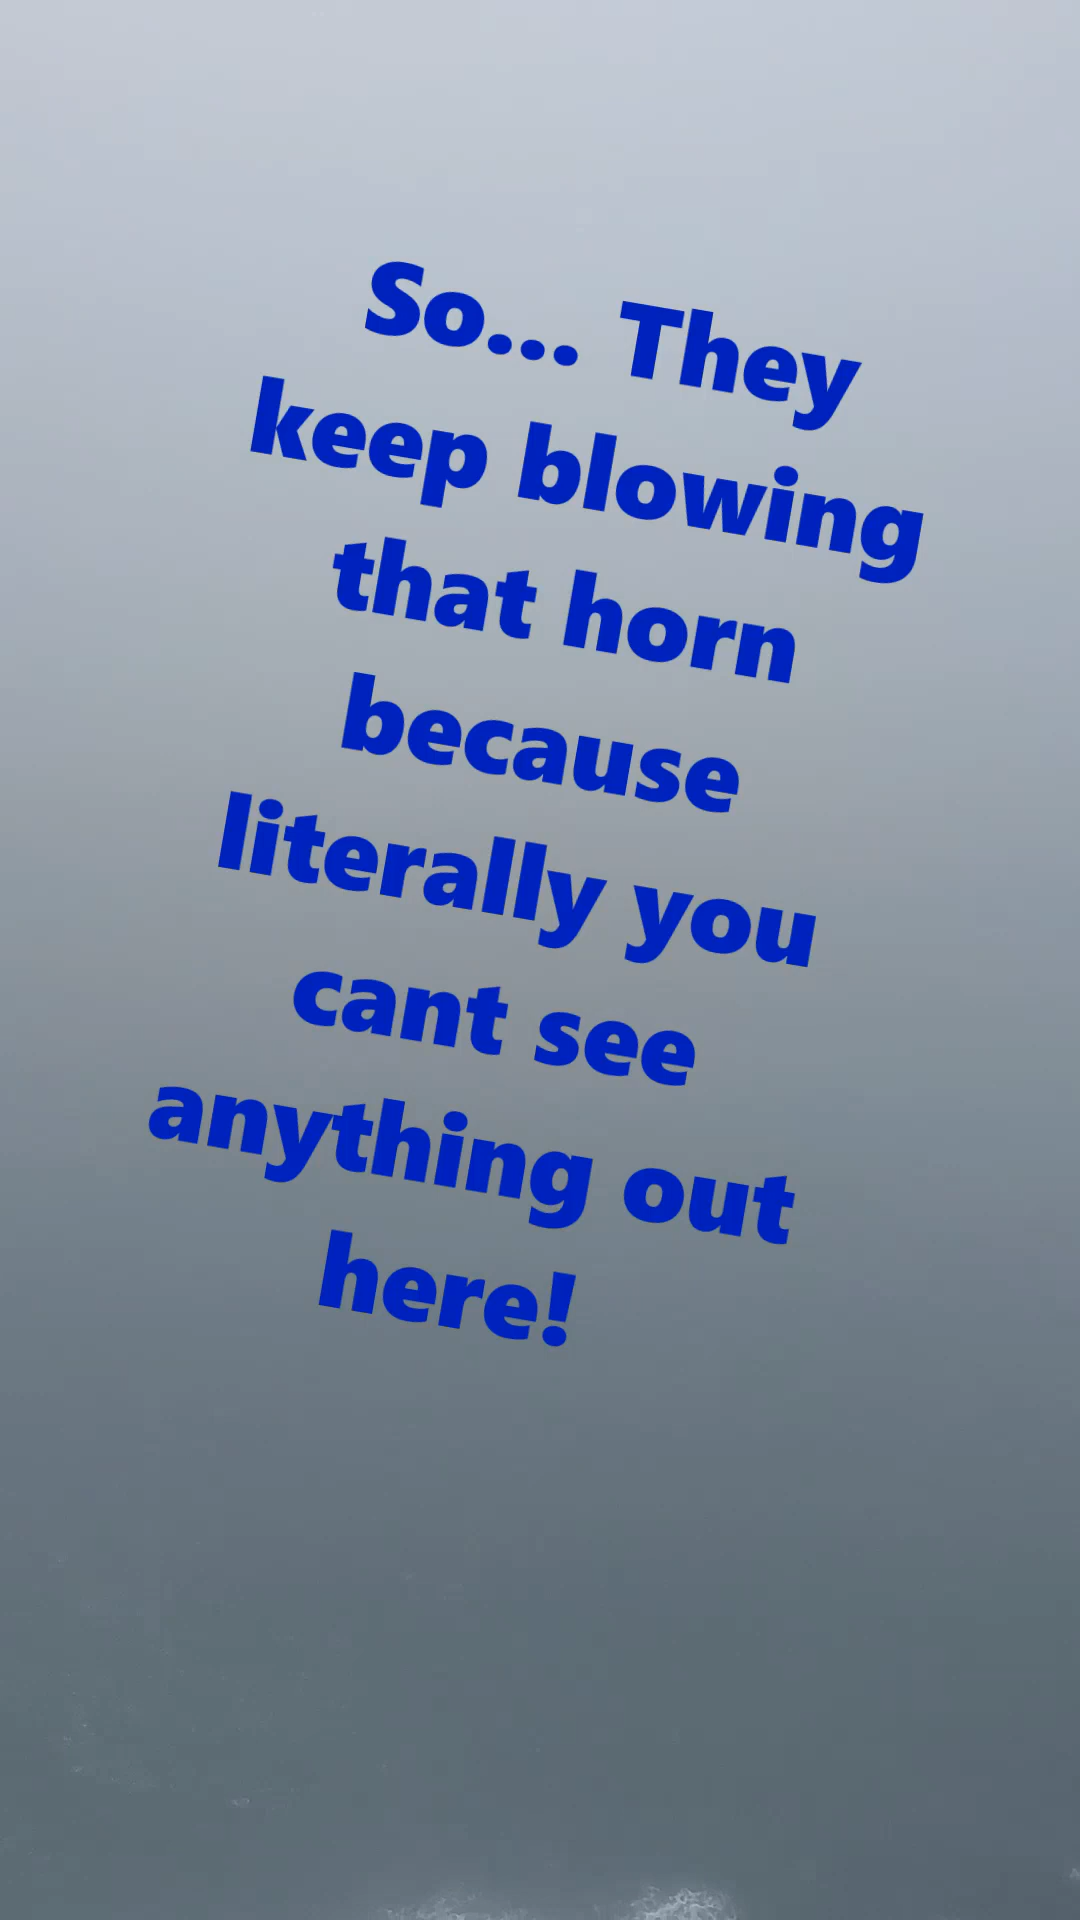 So... They
keep blowing
that horn
because
literally you
cant see
anything out
here!